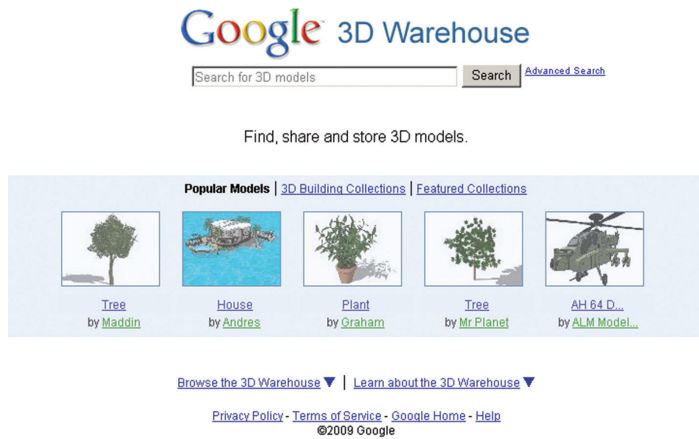 Google 3D Warehouse
Search for 3D models Search Advanced Search
Find, share and store 3D models.
Popular Models | 3D Building Collections | Featured Collections
Tree House Plant Tree AH 64 D...
by Maddin by Andres by Graham by Mr Planet by ALM Model...
Browse the 3D Warehouse ▼ | Learn about the 3D Warehouse ▼
Privacy Policy - Terms of Service - Google Home - Help
©2009 Google